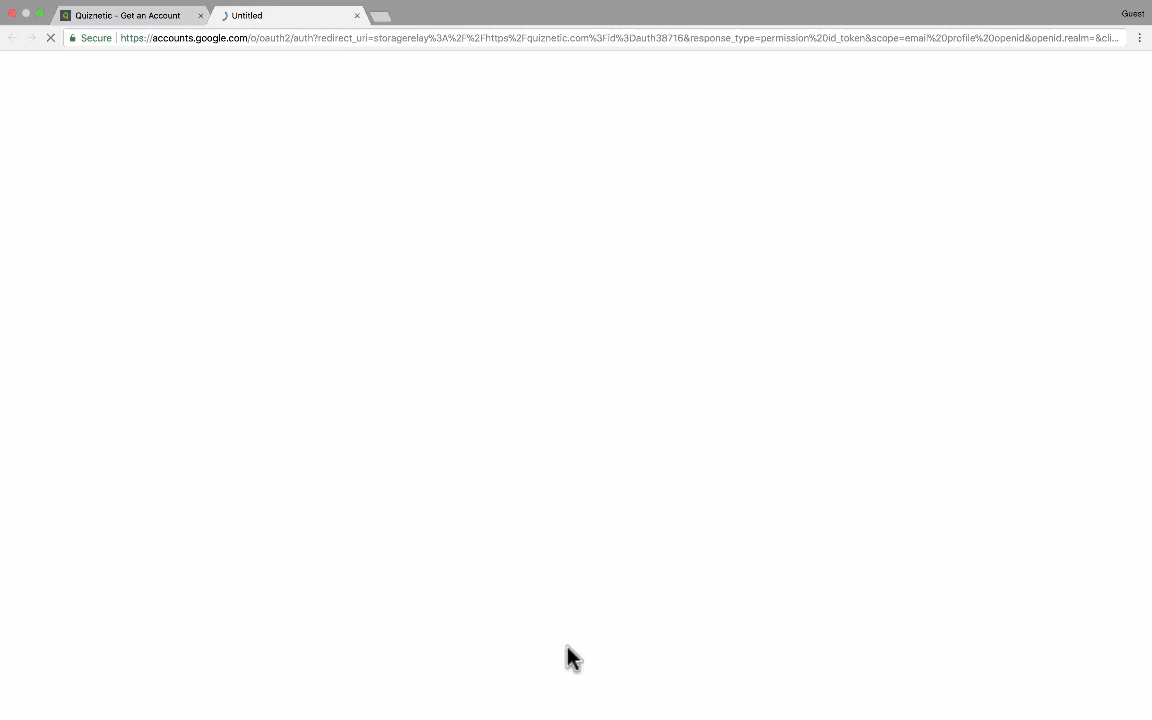 Quiznetic - Get an Account
Untitled
Guest
Secure https://accounts.google.com/o/oauth2/auth?redirect_uri=storagerelay%3A%2F%2Fhttps%2Fquiznetic.com%3Fid%3Dauth38716&response_type=permission%20id_token&scope=email%20profile%20openid&openid.realm=&cli...